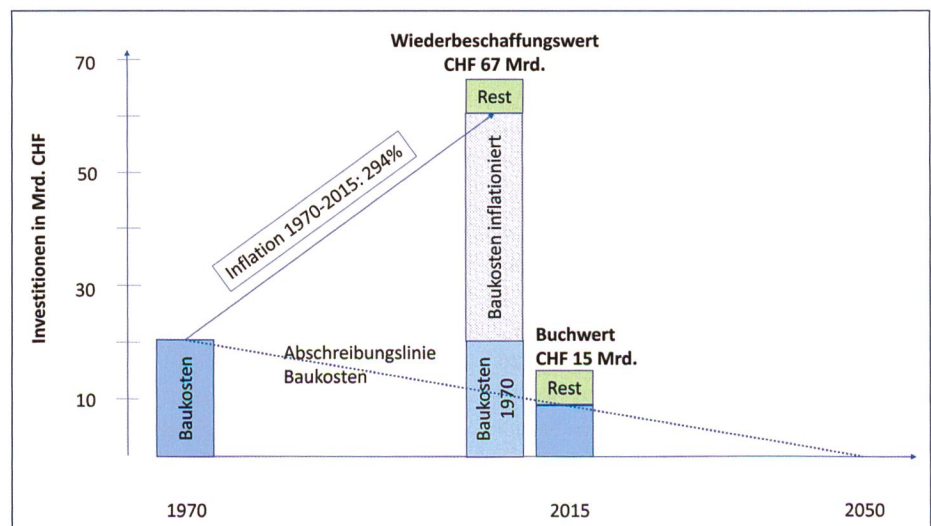 Wiederbeschaffungswert
CHF 67 Mrd.
70
50
30
10
Investitionen in Mrd. CHF
Rest
Inflation 1970-2015: 294%
Baukosten inflationiert
Buchwert
CHF 15 Mrd.
Abschreibungslinie
Baukosten
Rest
Baukosten
Baukosten
1970
1970
2015
2050